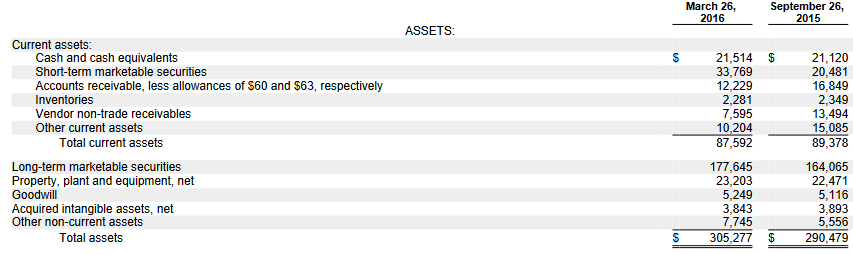 March 26, September 26,
2016 2015
ASSETS:
Current assets:
Cash and cash equivalents $ 21,514 $ 21,120
Short-term marketable securities 33,769 20,481
Accounts receivable, less allowances of $60 and $63, respectively 12,229 16,849
Inventories 2,281 2,349
Vendor non-trade receivables 7,595 13,494
Other current assets 10,204 15,085
Total current assets 87,592 89,378
Long-term marketable securities 177,645 164,065
Property, plant and equipment, net 23,203 22,471
Goodwill 5,249 5,116
Acquired intangible assets, net 3,843 3,893
Other non-current assets 7,745 5,556
Total assets $ 305,277 $ 290,479